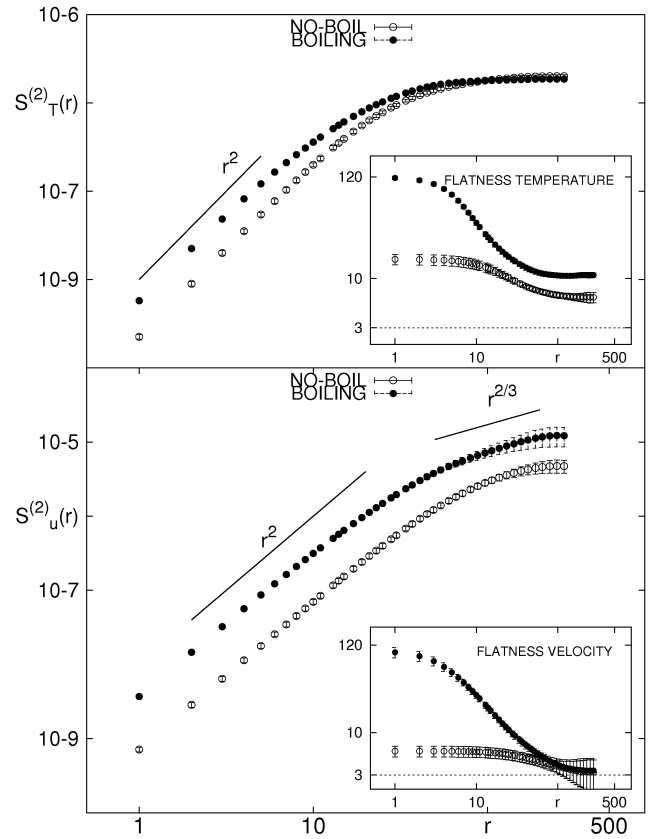 10-6
NO-BOIL
BOILING
S(2)T(r)
r2
10-7
10-9
FLATNESS TEMPERATURE
120
10
3
1 10 r 500
NO-BOIL
BOILING
r2/3
10-5
S(2)u(r)
r2
10-7
10-9
FLATNESS VELOCITY
120
10
3
1 10 r 500
1 10 r 500